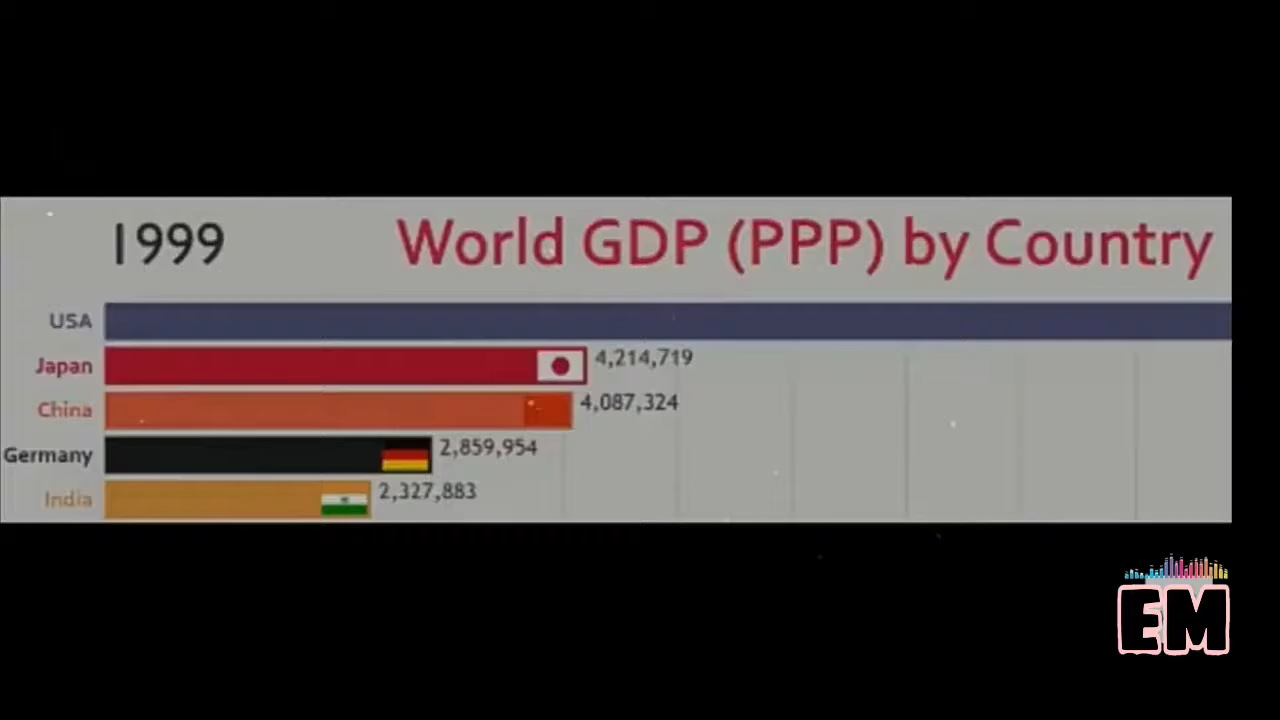 1999
World GDP (PPP) by Country
USA
Japan 4,214,719
China 4,087,324
Germany 2,859,954
India 2,327,883
EM